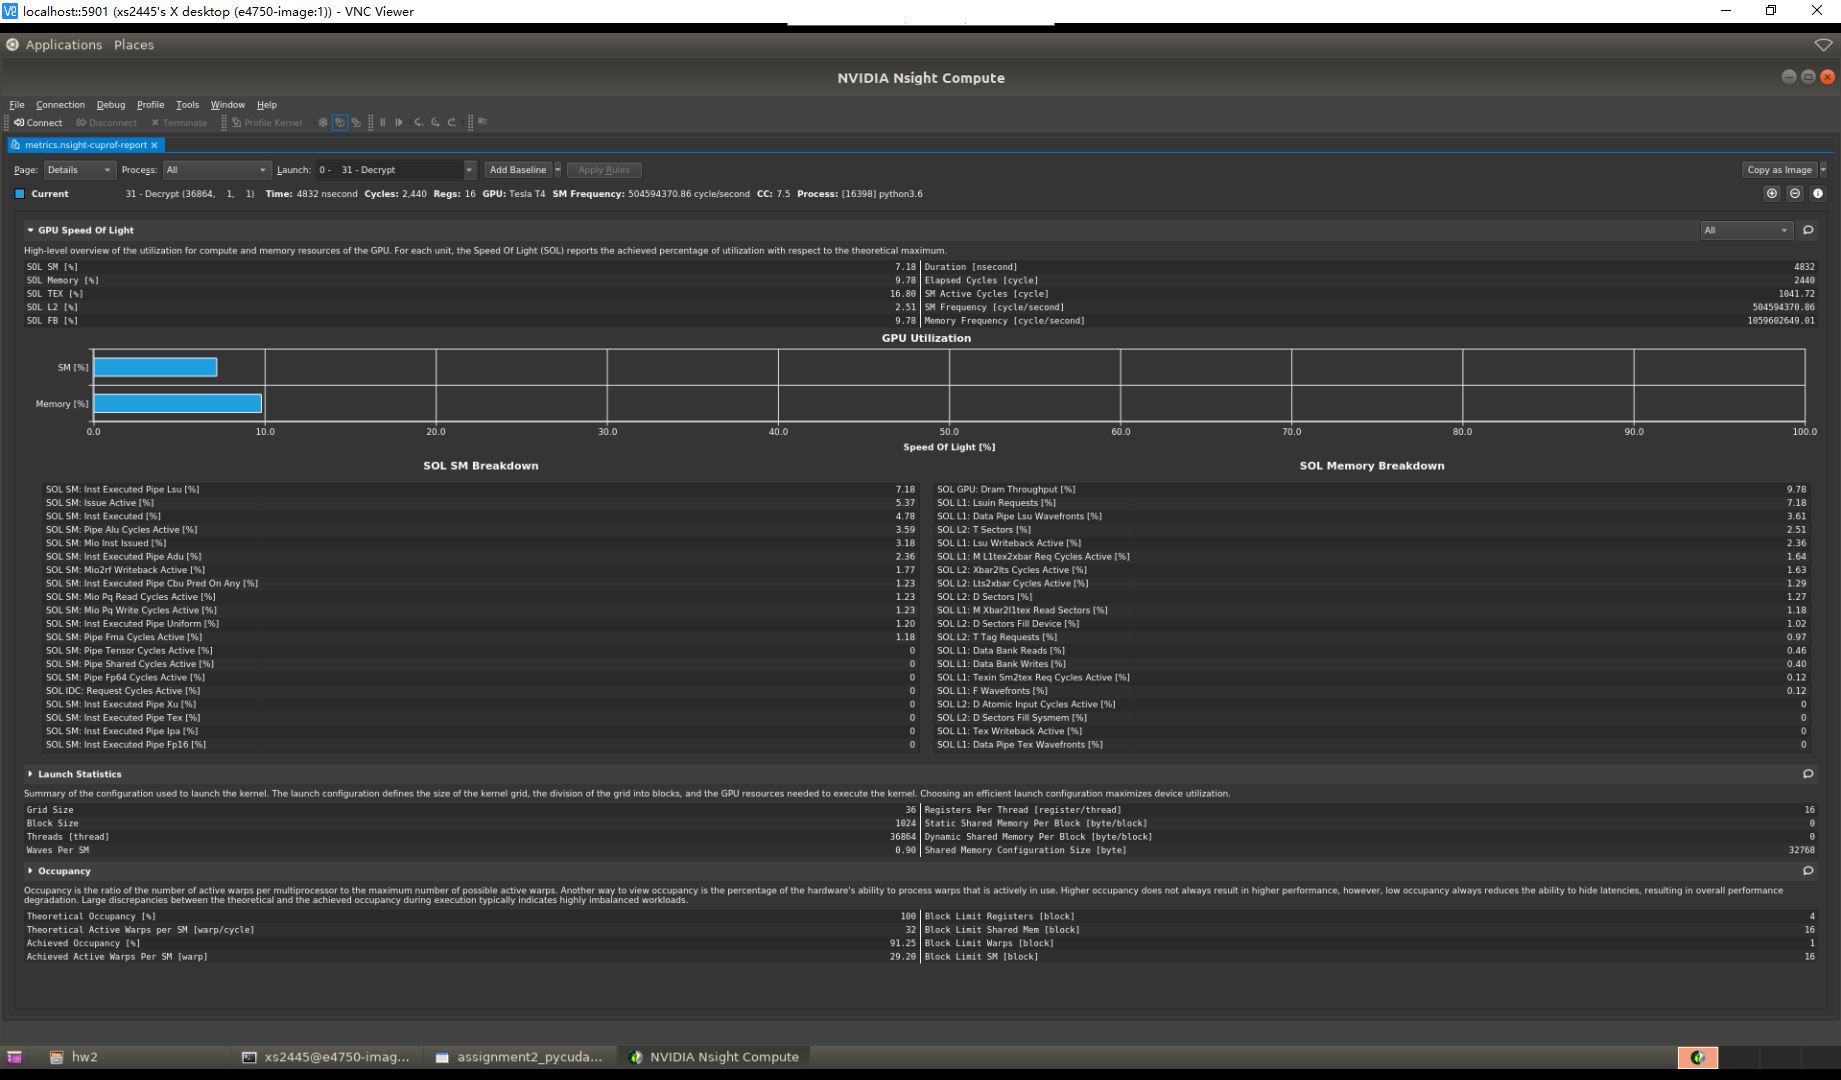 localhost::5901 (xs2445's X desktop (e4750-image:1)) - VNC Viewer
Applications Places
NVIDIA Nsight Compute
File Connection Debug Profile Tools Window Help
Connect Disconnect Terminate Profile Kernel
metrics.nsight-cuprof-report
Page: Details Process: All Launch: 0 - 31 - Decrypt Add Baseline Apply Rules Copy as Image
Current 31 - Decrypt (36864, 1, 1) Time: 4832 nsecond Cycles: 2,440 Regs: 16 GPU: Tesla T4 SM Frequency: 504594370.86 cycle/second CC: 7.5 Process: [16398] python3.6
GPU Speed Of Light All
High-level overview of the utilization for compute and memory resources of the GPU. For each unit, the Speed Of Light (SOL) reports the achieved percentage of utilization with respect to the theoretical maximum.
SOL SM [%] 7.18 Duration [nsecond] 4832
SOL Memory [%] 9.78 Elapsed Cycles [cycle] 2440
SOL TEX [%] 16.80 SM Active Cycles [cycle] 1041.72
SOL L2 [%] 2.51 SM Frequency [cycle/second] 504594370.86
SOL FB [%] 9.78 Memory Frequency [cycle/second] 1059602649.01
GPU Utilization
SM [%]
Memory [%]
0.0 10.0 20.0 30.0 40.0 50.0 60.0 70.0 80.0 90.0 100.0
Speed Of Light [%]
SOL SM Breakdown SOL Memory Breakdown
SOL SM: Inst Executed Pipe Lsu [%] 7.18 SOL GPU: Dram Throughput [%] 9.78
SOL SM: Issue Active [%] 5.37 SOL L1: Lsuin Requests [%] 7.18
SOL SM: Inst Executed [%] 4.78 SOL L1: Data Pipe Lsu Wavefronts [%] 3.61
SOL SM: Pipe Alu Cycles Active [%] 3.59 SOL L2: T Sectors [%] 2.51
SOL SM: Mio Inst Issued [%] 3.18 SOL L1: Lsu Writeback Active [%] 2.36
SOL SM: Inst Executed Pipe Adu [%] 2.36 SOL L1: M L1tex2xbar Req Cycles Active [%] 1.64
SOL SM: Mio2rf Writeback Active [%] 1.77 SOL L2: Xbar2lts Cycles Active [%] 1.63
SOL SM: Inst Executed Pipe Cbu Pred On Any [%] 1.23 SOL L2: Lts2xbar Cycles Active [%] 1.29
SOL SM: Mio Pq Read Cycles Active [%] 1.23 SOL L2: D Sectors [%] 1.27
SOL SM: Mio Pq Write Cycles Active [%] 1.23 SOL L1: M Xbar2l1tex Read Sectors [%] 1.18
SOL SM: Inst Executed Pipe Uniform [%] 1.20 SOL L2: D Sectors Fill Device [%] 1.02
SOL SM: Pipe Fma Cycles Active [%] 1.18 SOL L2: T Tag Requests [%] 0.97
SOL SM: Pipe Tensor Cycles Active [%] 0 SOL L1: Data Bank Reads [%] 0.46
SOL SM: Pipe Shared Cycles Active [%] 0 SOL L1: Data Bank Writes [%] 0.40
SOL SM: Pipe Fp64 Cycles Active [%] 0 SOL L1: Texin Sm2tex Req Cycles Active [%] 0.12
SOL IDC: Request Cycles Active [%] 0 SOL L1: F Wavefronts [%] 0.12
SOL SM: Inst Executed Pipe Xu [%] 0 SOL L2: D Atomic Input Cycles Active [%] 0
SOL SM: Inst Executed Pipe Tex [%] 0 SOL L2: D Sectors Fill Sysmem [%] 0
SOL SM: Inst Executed Pipe Ipa [%] 0 SOL L1: Tex Writeback Active [%] 0
SOL SM: Inst Executed Pipe Fp16 [%] 0 SOL L1: Data Pipe Tex Wavefronts [%] 0
Launch Statistics
Summary of the configuration used to launch the kernel. The launch configuration defines the size of the kernel grid, the division of the grid into blocks, and the GPU resources needed to execute the kernel. Choosing an efficient launch configuration maximizes device utilization.
Grid Size 36 Registers Per Thread [register/thread] 16
Block Size 1024 Static Shared Memory Per Block [byte/block] 0
Threads [thread] 36864 Dynamic Shared Memory Per Block [byte/block] 0
Waves Per SM 0.90 Shared Memory Configuration Size [byte] 32768
Occupancy
Occupancy is the ratio of the number of active warps per multiprocessor to the maximum number of possible active warps. Another way to view occupancy is the percentage of the hardware's ability to process warps that is actively in use. Higher occupancy does not always result in higher performance, however, low occupancy always reduces the ability to hide latencies, resulting in overall performance
degradation. Large discrepancies between the theoretical and the achieved occupancy during execution typically indicates highly imbalanced workloads.
Theoretical Occupancy [%] 100 Block Limit Registers [block] 4
Theoretical Active Warps per SM [warp/cycle] 32 Block Limit Shared Mem [block] 16
Achieved Occupancy [%] 91.25 Block Limit Warps [block] 1
Achieved Active Warps Per SM [warp] 29.20 Block Limit SM [block] 16
hw2 xs2445@e4750-imag... assignment2_pycuda... NVIDIA Nsight Compute